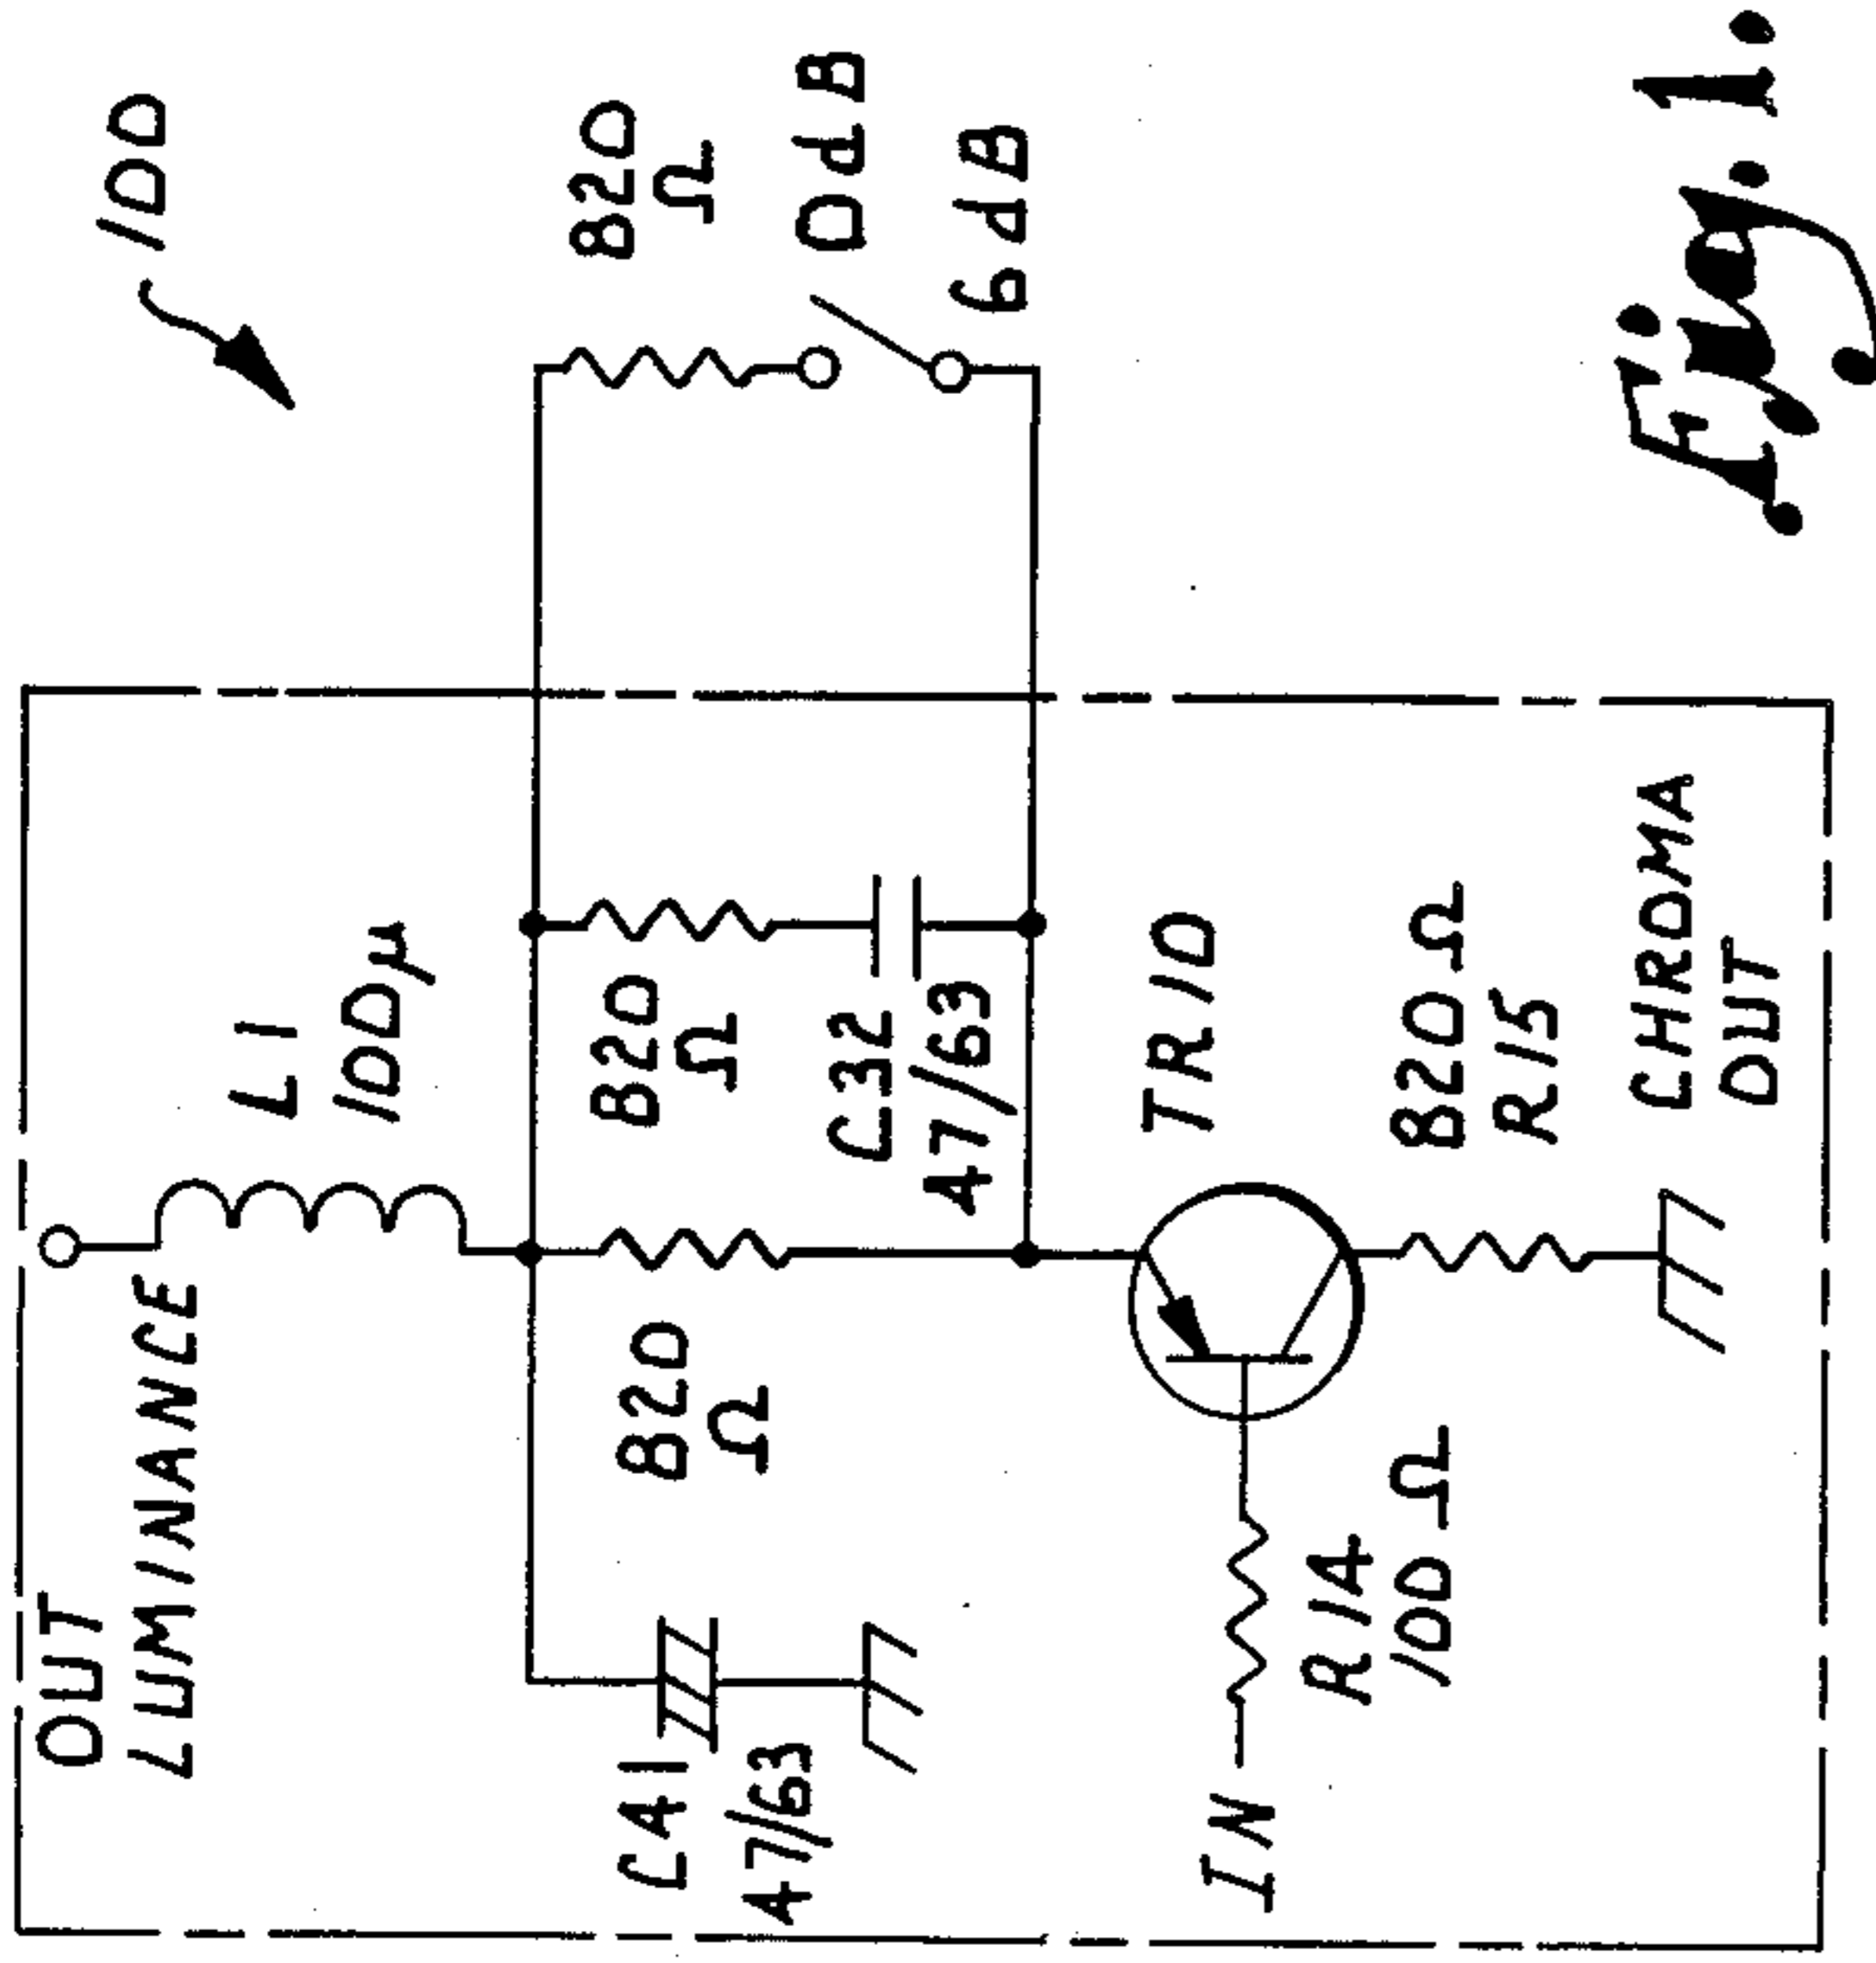 OUT
LUMINANCE
L1
100µ
100
C41
47/63
820
Ω
820
Ω
C32
47/63
820
Ω
0dB
6dB
IN
R14
100Ω
TR10
820Ω
R15
CHROMA
OUT
Fig. 1.